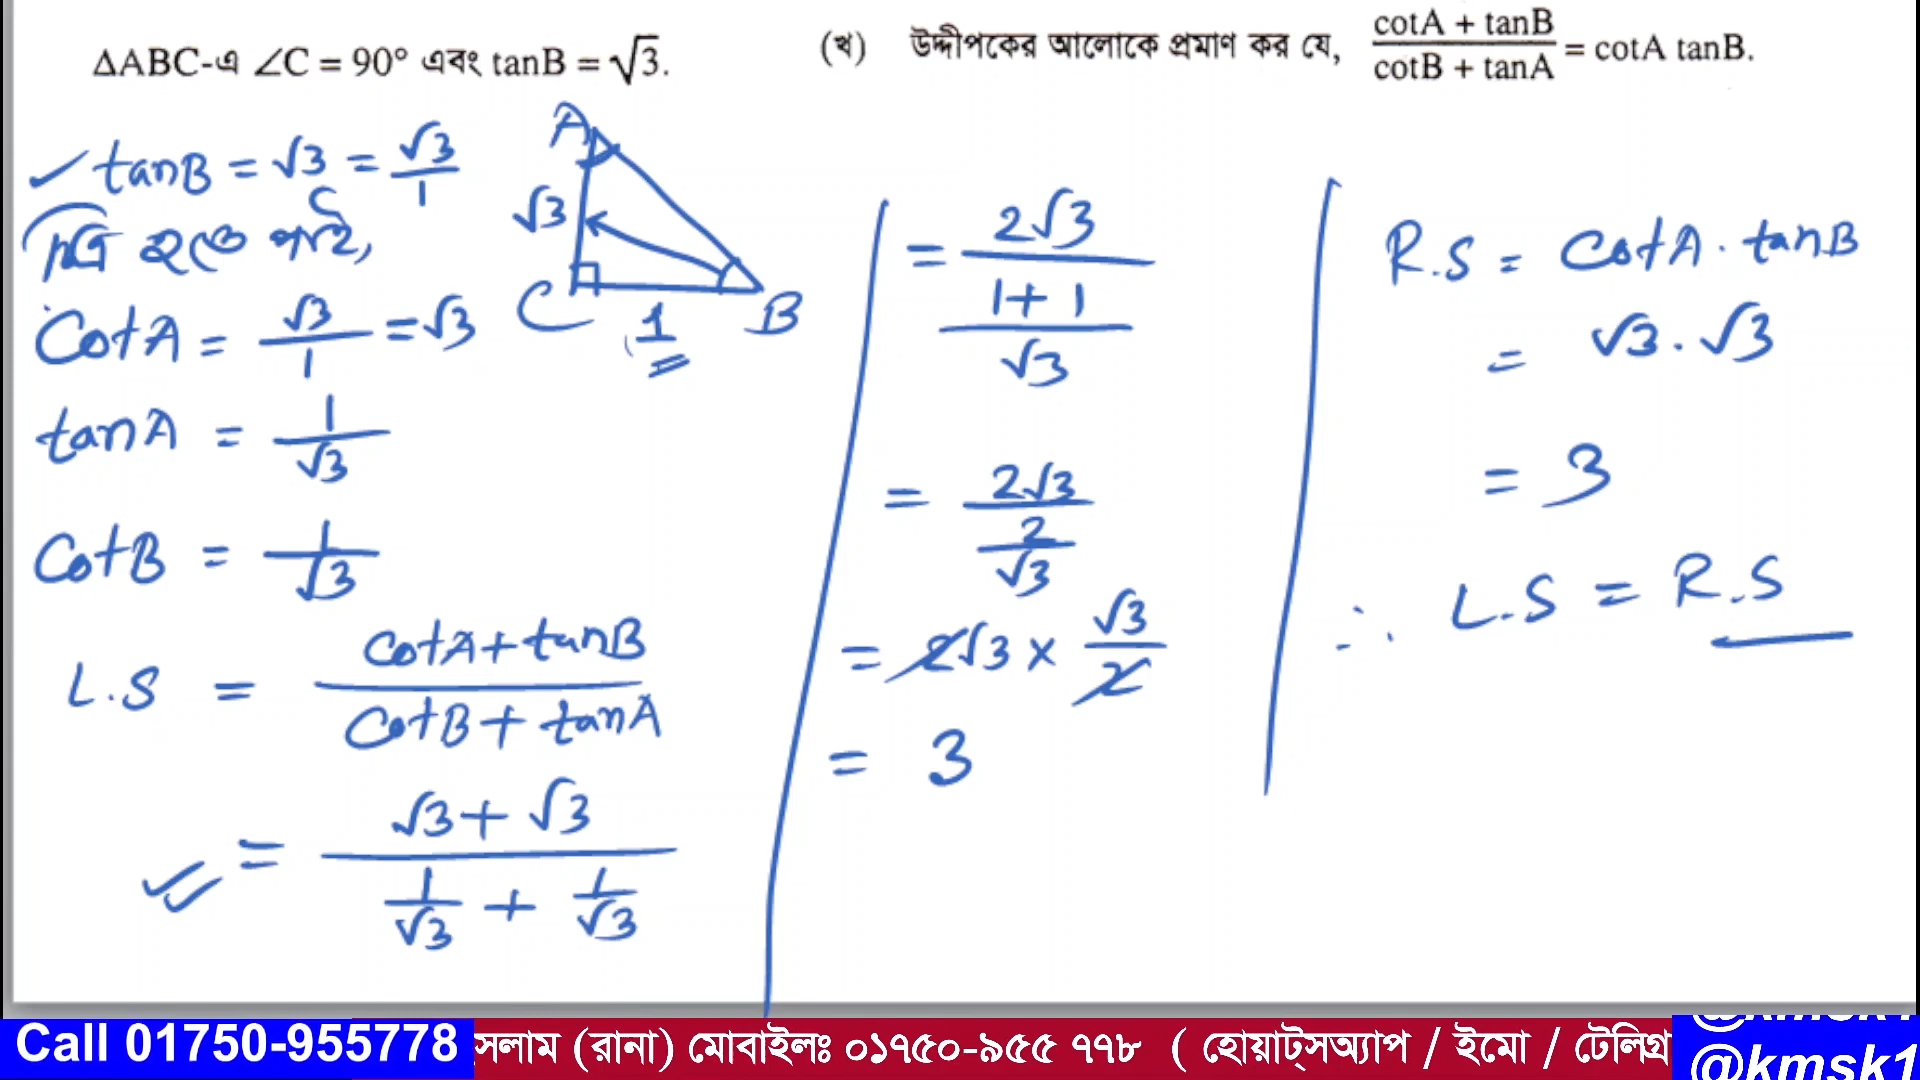 ΔABC-এ ∠C = 90° এবং tanB = √3.
(খ) উদ্দীপকের আলোকে প্রমাণ কর যে, (cotA + tanB)/(cotB + tanA) = cotA tanB.
tanB = √3 = √3/1
চিত্র হতে পাই,
CotA = √3/1 = √3
tanA = 1/√3
CotB = 1/√3
L.S = (CotA + tanB)/(CotB + tanA)
= (√3 + √3)/(1/√3 + 1/√3)
A
√3
C
1
B
= 2√3/((1 + 1)/√3)
= 2√3/(2/√3)
= 2√3 × √3/2
= 3
R.S = CotA . tanB
= √3 . √3
= 3
∴ L.S = R.S
Call 01750-955778
সলাম (রানা) মোবাইলঃ ০১৭৫০-৯৫৫ ৭৭৮ ( হোয়াট্সঅ্যাপ / ইমো / টেলিগ্র
@kmsk1
@kmsk1